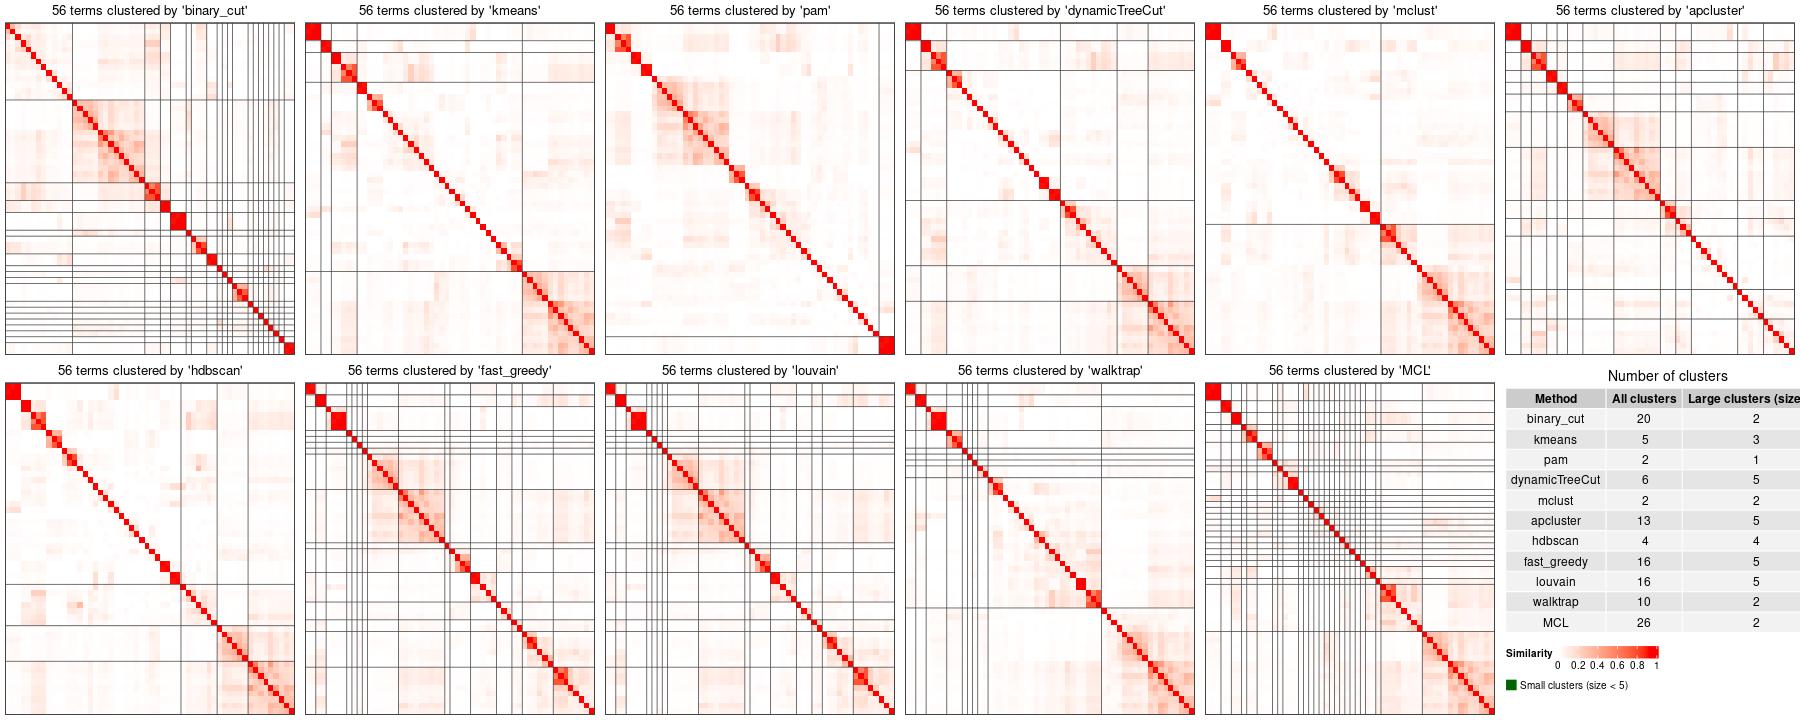 56 terms clustered by 'binary_cut'
56 terms clustered by 'kmeans'
56 terms clustered by 'pam'
56 terms clustered by 'dynamicTreeCut'
56 terms clustered by 'mclust'
56 terms clustered by 'apcluster'
56 terms clustered by 'hdbscan'
56 terms clustered by 'fast_greedy'
56 terms clustered by 'louvain'
56 terms clustered by 'walktrap'
56 terms clustered by 'MCL'
Number of clusters
Method All clusters Large clusters (size
binary_cut 20 2
kmeans 5 3
pam 2 1
dynamicTreeCut 6 5
mclust 2 2
apcluster 13 5
hdbscan 4 4
fast_greedy 16 5
louvain 16 5
walktrap 10 2
MCL 26 2
Similarity
0 0.2 0.4 0.6 0.8 1
Small clusters (size < 5)